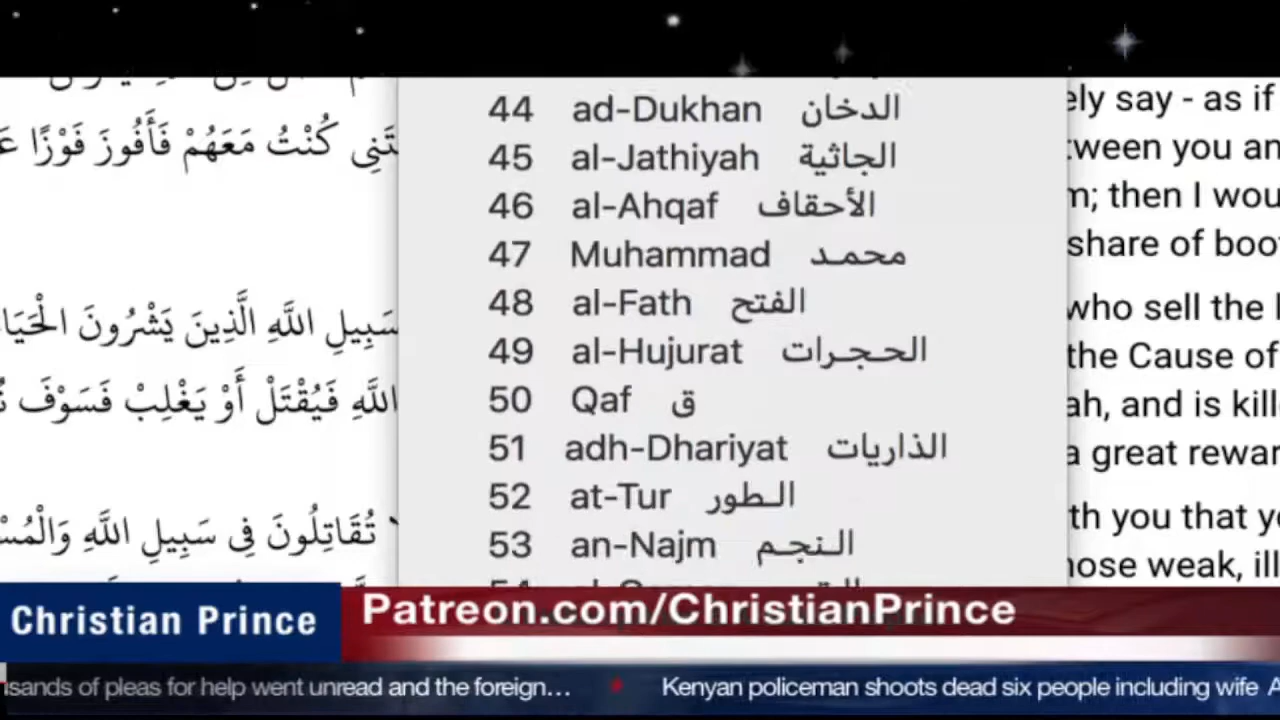 تَنِى كُنْتُ مَعَهُمْ فَأَفُوزَ فَوْزًا
سَبِيلِ اللَّهِ الَّذِينَ يَشْرُونَ الْحَيَا
اللَّهِ فَيُقْتَلْ أَوْ يَغْلِبْ فَسَوْفَ
تُقَاتِلُونَ فِى سَبِيلِ اللَّهِ وَالْمُسْ
44 ad-Dukhan الدخان
45 al-Jathiyah الجاثية
46 al-Ahqaf الأحقاف
47 Muhammad محمد
48 al-Fath الفتح
49 al-Hujurat الحجرات
50 Qaf ق
51 adh-Dhariyat الذاريات
52 at-Tur الطور
53 an-Najm النجم
ely say - as if
tween you an
m; then I wou
share of boo
who sell the
the Cause of
ah, and is kill
a great rewar
th you that y
hose weak, ill
Christian Prince
Patreon.com/ChristianPrince
sands of pleas for help went unread and the foreign... Kenyan policeman shoots dead six people including wife A